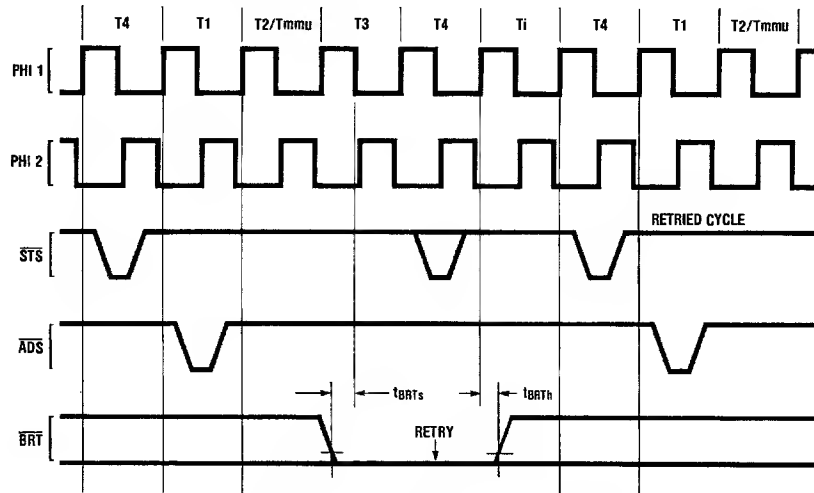 T4 T1 T2/Tmmu T3 T4 Ti T4 T1 T2/Tmmu
PHI 1
PHI 2
RETRIED CYCLE
STS
ADS
tBRTs tBRTh
RETRY
BRT